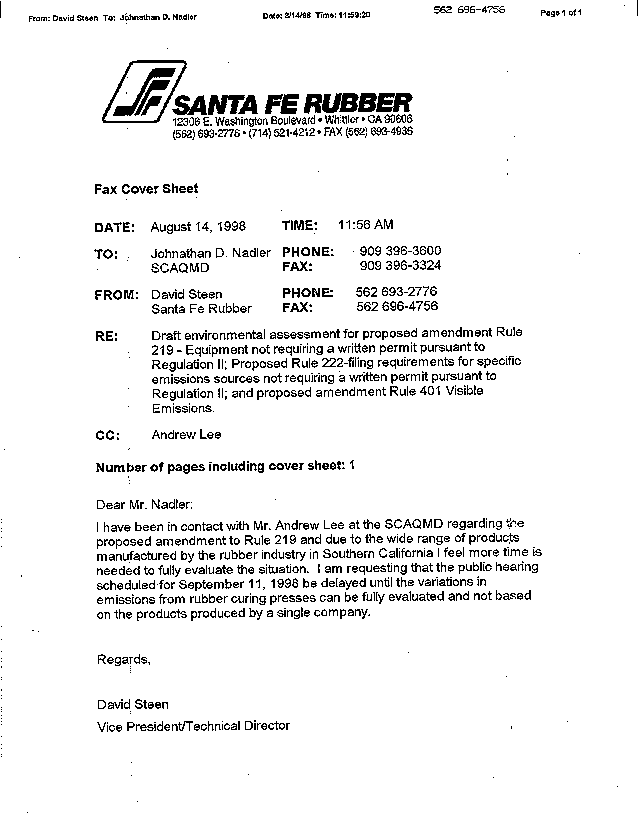 From: David Steen To: Johnathan D. Nadler Date: 8/14/98 Time: 11:59:20 562 696-4756 Page 1 of 1
SANTA FE RUBBER
12306 E. Washington Boulevard • Whittier • CA 90606
(562) 693-2776 • (714) 521-4212 • FAX (562) 693-4936
Fax Cover Sheet
DATE: August 14, 1998 TIME: 11:56 AM
TO: Johnathan D. Nadler PHONE: 909 396-3600
SCAQMD FAX: 909 396-3324
FROM: David Steen PHONE: 562 693-2776
Santa Fe Rubber FAX: 562 696-4756
RE: Draft environmental assessment for proposed amendment Rule
219 - Equipment not requiring a written permit pursuant to
Regulation II; Proposed Rule 222-filing requirements for specific
emissions sources not requiring a written permit pursuant to
Regulation II; and proposed amendment Rule 401 Visible
Emissions.
CC: Andrew Lee
Number of pages including cover sheet: 1
Dear Mr. Nadler:
I have been in contact with Mr. Andrew Lee at the SCAQMD regarding the
proposed amendment to Rule 219 and due to the wide range of products
manufactured by the rubber industry in Southern California I feel more time is
needed to fully evaluate the situation. I am requesting that the public hearing
scheduled for September 11, 1998 be delayed until the variations in
emissions from rubber curing presses can be fully evaluated and not based
on the products produced by a single company.
Regards,
David Steen
Vice President/Technical Director